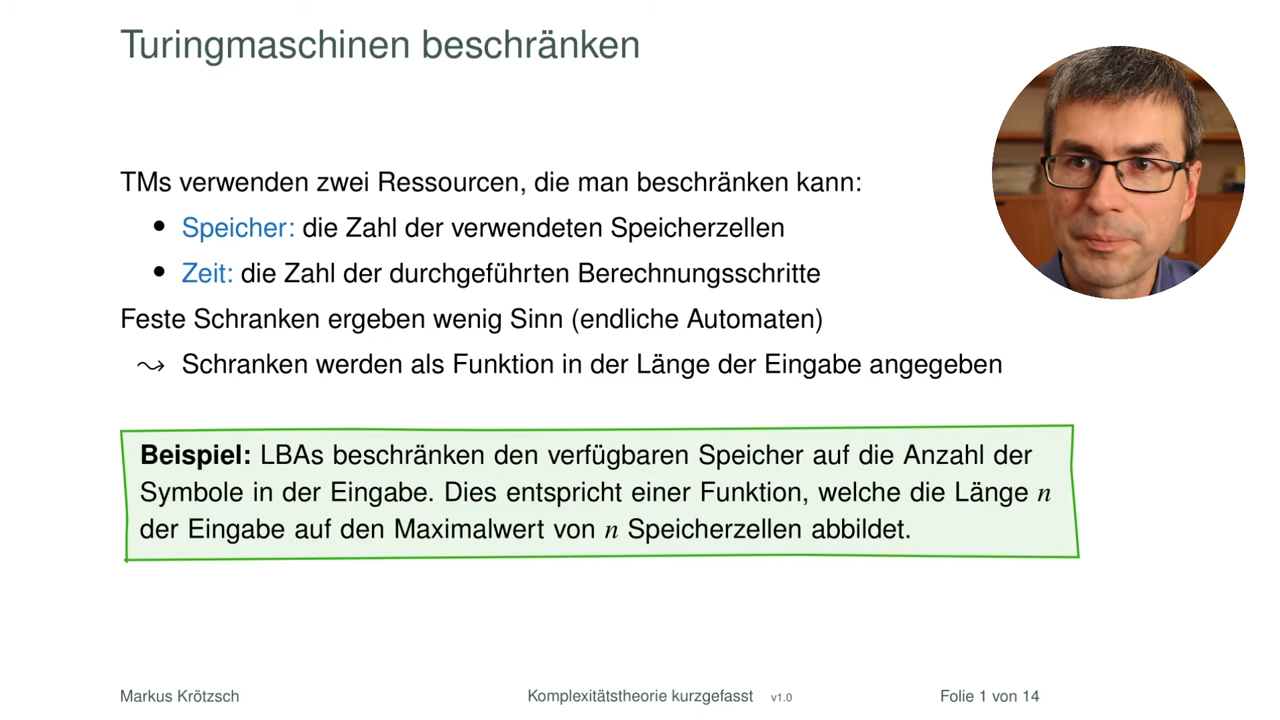 Turingmaschinen beschränken
TMs verwenden zwei Ressourcen, die man beschränken kann:
• Speicher: die Zahl der verwendeten Speicherzellen
• Zeit: die Zahl der durchgeführten Berechnungsschritte
Feste Schranken ergeben wenig Sinn (endliche Automaten)
⤳ Schranken werden als Funktion in der Länge der Eingabe angegeben
Beispiel: LBAs beschränken den verfügbaren Speicher auf die Anzahl der
Symbole in der Eingabe. Dies entspricht einer Funktion, welche die Länge n
der Eingabe auf den Maximalwert von n Speicherzellen abbildet.
Markus Krötzsch Komplexitätstheorie kurzgefasst v1.0 Folie 1 von 14